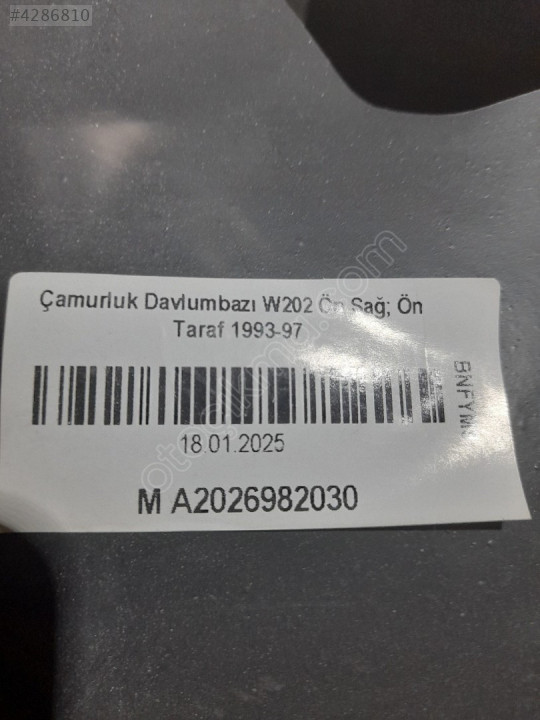 #4286810
Çamurluk Davlumbazı W202 Ön Sağ; Ön
Taraf 1993-97
18.01.2025
M A2026982030